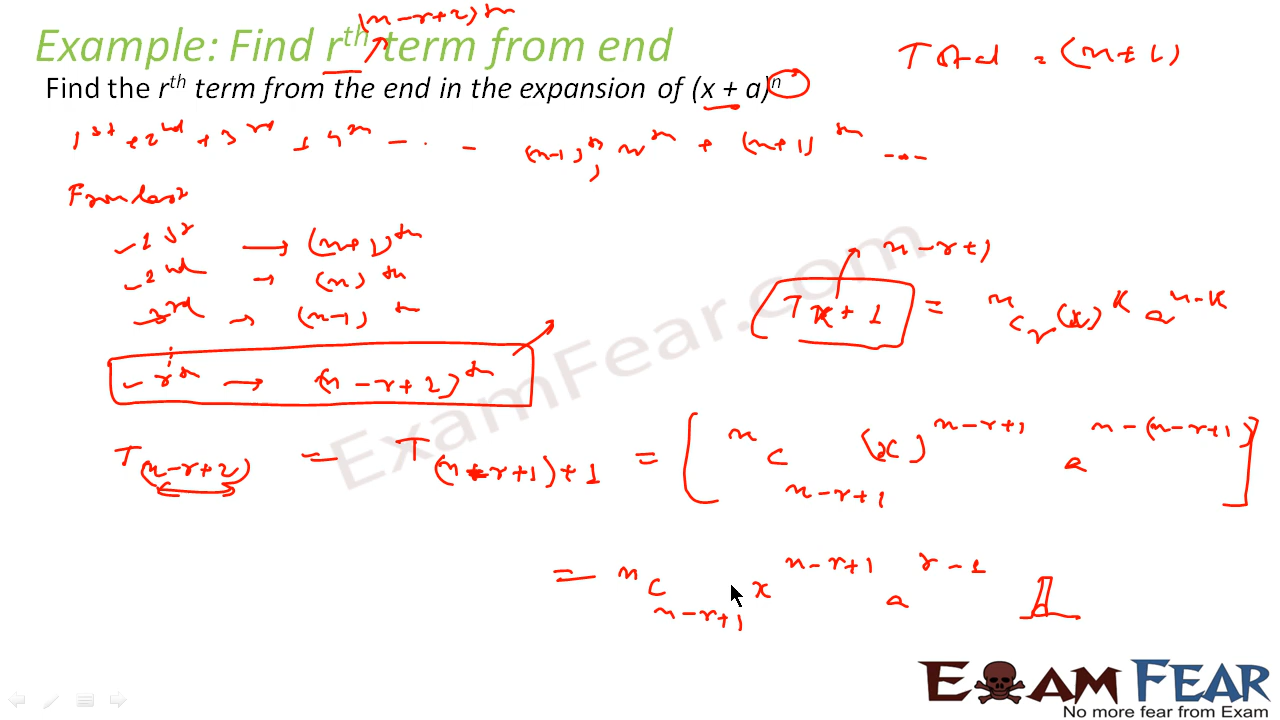 (n-r+2)th
Example: Find rth term from end
Total = (n+1)
Find the rth term from the end in the expansion of (x + a)n
1st + 2nd + 3rd + 4th - . - (n-1)th, nth + (n+1)th ----
From last
- 1st → (n+1)th
- 2nd → (n)th
- 3rd → (n-1)th
- rth → (n-r+2)th
n-r+1
Tk+1 = nCr (x)k an-k
T(n-r+2) = T(n-r+1)+1 = [nCn-r+1 (x)n-r+1 an-(n-r+1)]
= nCn-r+1 xn-r+1 ar-1
ExamFear.com
EXAM FEAR
No more fear from Exam